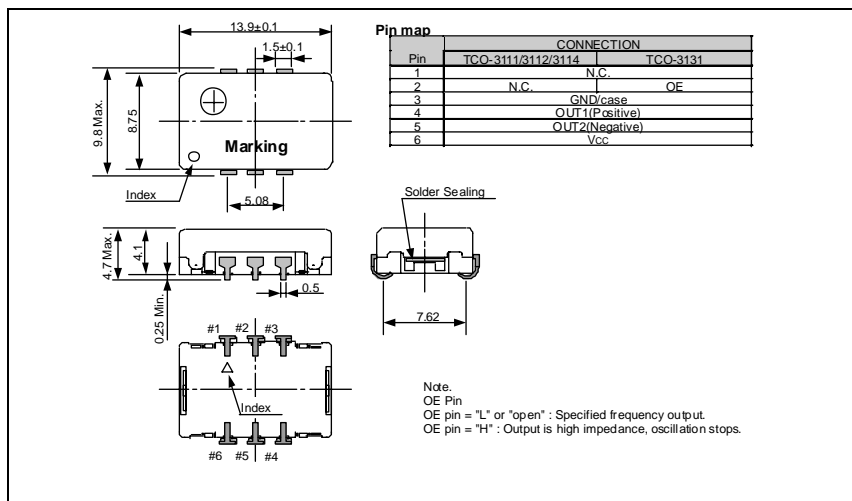 13.9±0.1
1.5±0.1
9.8 Max.
8.75
Marking
Index
5.08
Pin map
CONNECTION
Pin TCO-3111/3112/3114 TCO-3131
1 N.C.
2 N.C. OE
3 GND/case
4 OUT1(Positive)
5 OUT2(Negative)
6 VCC
Solder Sealing
4.7 Max.
4.1
0.25 Min.
0.5
7.62
#1 #2 #3
Index
#6 #5 #4
Note.
OE Pin
OE pin = "L" or "open" : Specified frequency output.
OE pin = "H" : Output is high impedance, oscillation stops.